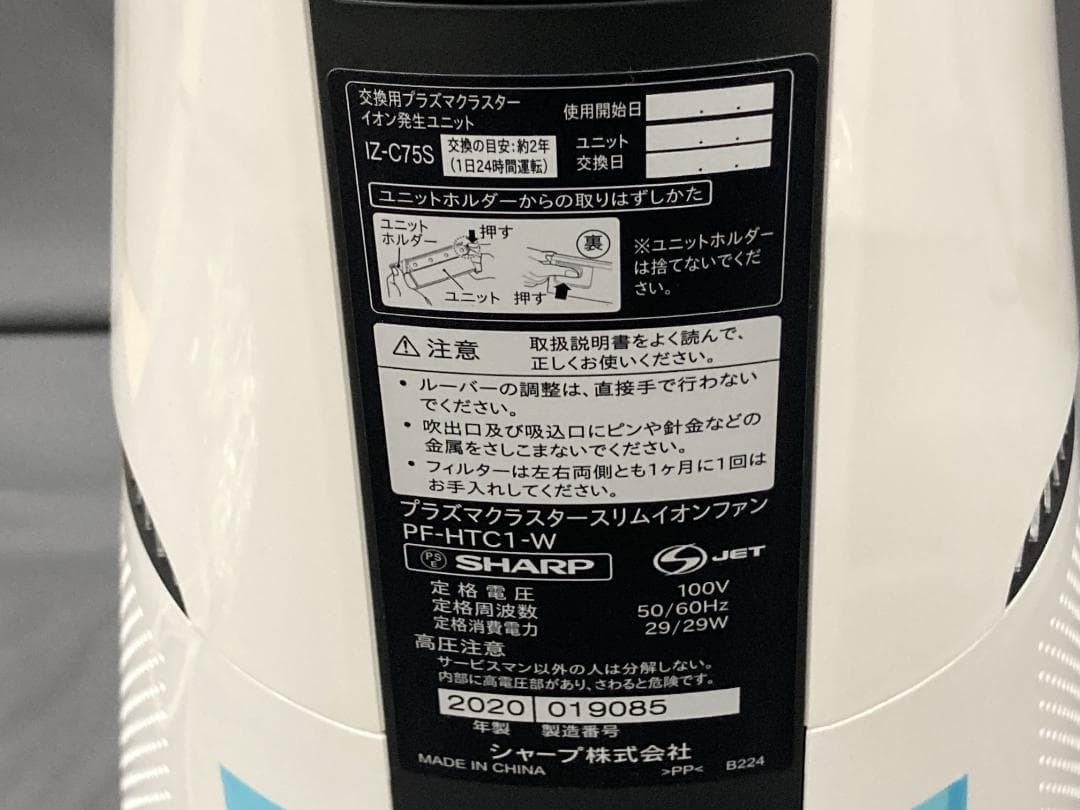 交換用プラズマクラスター
イオン発生ユニット
IZ-C75S
交換の目安:約2年
(1日24時間運転)
使用開始日 . .
ユニット . .
交換日 . .
ユニットホルダーからの取りはずしかた
ユニット
ホルダー
押す
ユニット
押す
裏
※ユニットホルダー
は捨てないでくだ
さい。
⚠注意
取扱説明書をよく読んで、
正しくお使いください。
• ルーバーの調整は、直接手で行わない
でください。
• 吹出口及び吸込口にピンや針金などの
金属をさしこまないでください。
• フィルターは左右両側とも1ヶ月に1回は
お手入れしてください。
プラズマクラスタースリムイオンファン
PF-HTC1-W
PSE SHARP
S JET
定格電圧 100V
定格周波数 50/60Hz
定格消費電力 29/29W
高圧注意
サービスマン以外の人は分解しない。
内部に高電圧部があり、さわると危険です。
2020 019085
年製 製造番号
シャープ株式会社
MADE IN CHINA >PP< B224